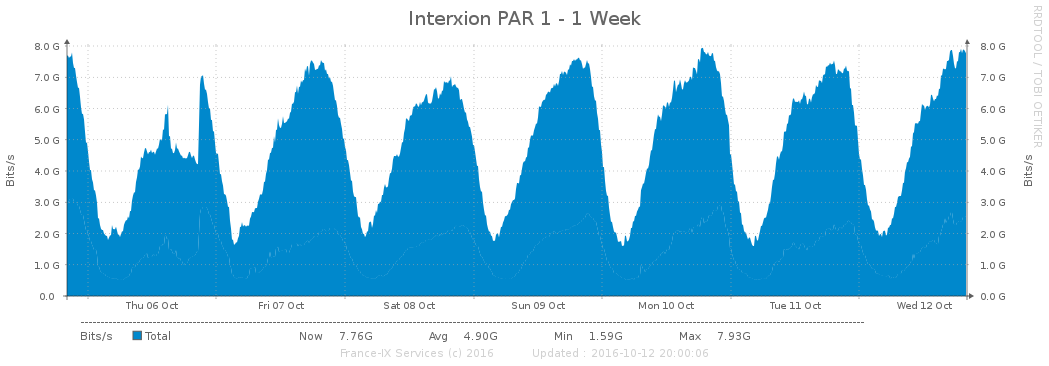 Interxion PAR 1 - 1 Week
RRDTOOL / TOBI OETIKER
Bits/s
8.0 G 8.0 G
7.0 G 7.0 G
6.0 G 6.0 G
5.0 G 5.0 G
4.0 G 4.0 G
3.0 G 3.0 G
2.0 G 2.0 G
1.0 G 1.0 G
0.0 0.0 G
Bits/s
Thu 06 Oct Fri 07 Oct Sat 08 Oct Sun 09 Oct Mon 10 Oct Tue 11 Oct Wed 12 Oct
Bits/s Total Now 7.76G Avg 4.90G Min 1.59G Max 7.93G
France-IX Services (c) 2016 Updated : 2016-10-12 20:00:06